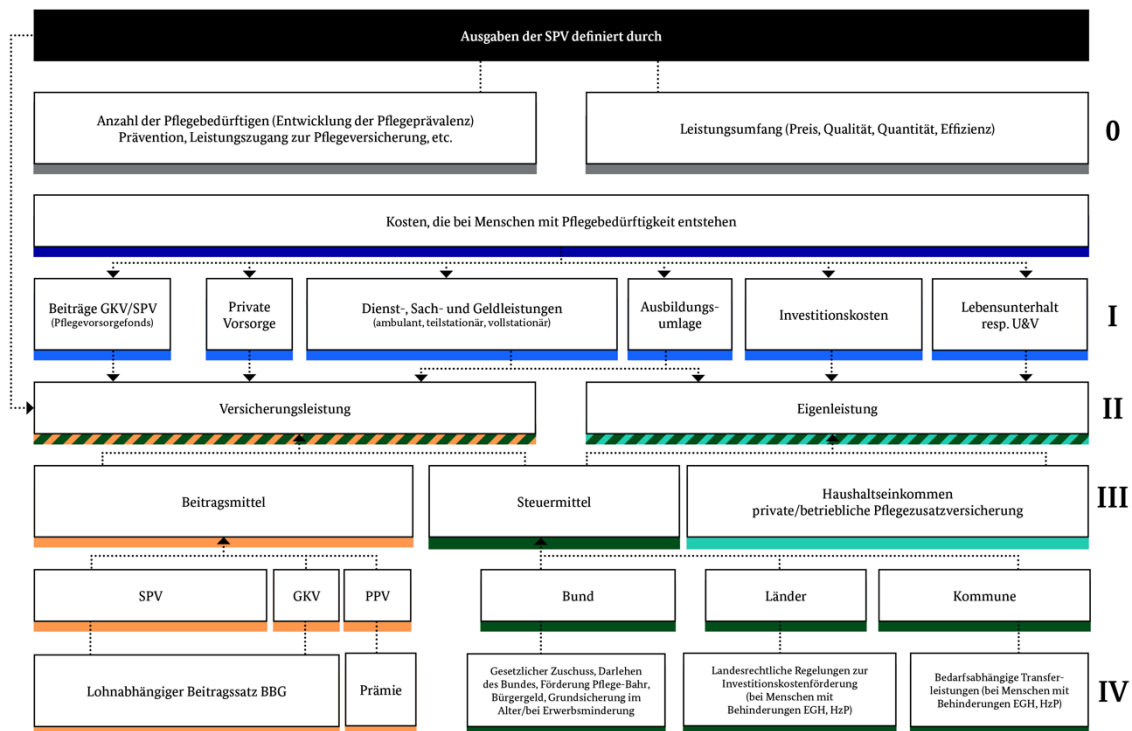 Ausgaben der SPV definiert durch
Anzahl der Pflegebedürftigen (Entwicklung der Pflegeprävalenz)
Prävention, Leistungszugang zur Pflegeversicherung, etc.
Leistungsumfang (Preis, Qualität, Quantität, Effizienz)
0
Kosten, die bei Menschen mit Pflegebedürftigkeit entstehen
Beiträge GKV/SPV
(Pflegevorsorgefonds)
Private
Vorsorge
Dienst-, Sach- und Geldleistungen
(ambulant, teilstationär, vollstationär)
Ausbildungs-
umlage
Investitionskosten
Lebensunterhalt
resp. U&V
I
Versicherungsleistung
Eigenleistung
II
Beitragsmittel
Steuermittel
Haushaltseinkommen
private/betriebliche Pflegezusatzversicherung
III
SPV
GKV
PPV
Bund
Länder
Kommune
Lohnabhängiger Beitragssatz BBG
Prämie
Gesetzlicher Zuschuss, Darlehen
des Bundes, Förderung Pflege-Bahr,
Bürgergeld, Grundsicherung im
Alter/bei Erwerbsminderung
Landesrechtliche Regelungen zur
Investitionskostenförderung
(bei Menschen mit
Behinderungen EGH, HzP)
Bedarfsabhängige Transfer-
leistungen (bei Menschen mit
Behinderungen EGH, HzP)
IV